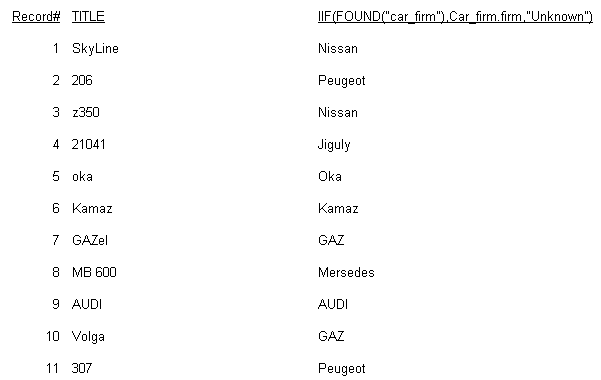 Record# TITLE IIF(FOUND("car_firm"),Car_firm.firm,"Unknown")
1 SkyLine Nissan
2 206 Peugeot
3 z350 Nissan
4 21041 Jiguly
5 oka Oka
6 Kamaz Kamaz
7 GAZel GAZ
8 MB 600 Mersedes
9 AUDI AUDI
10 Volga GAZ
11 307 Peugeot